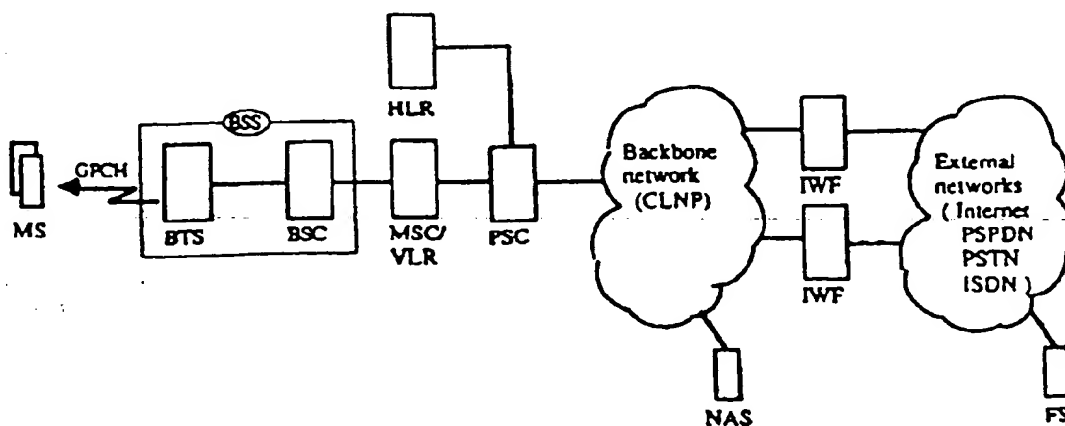 HLR
BSS
GPCH
MS
BTS
BSC
MSC/
VLR
PSC
Backbone
network
(CLNP)
IWF
IWF
External
networks
( Internet
PSPDN
PSTN
ISDN )
NAS